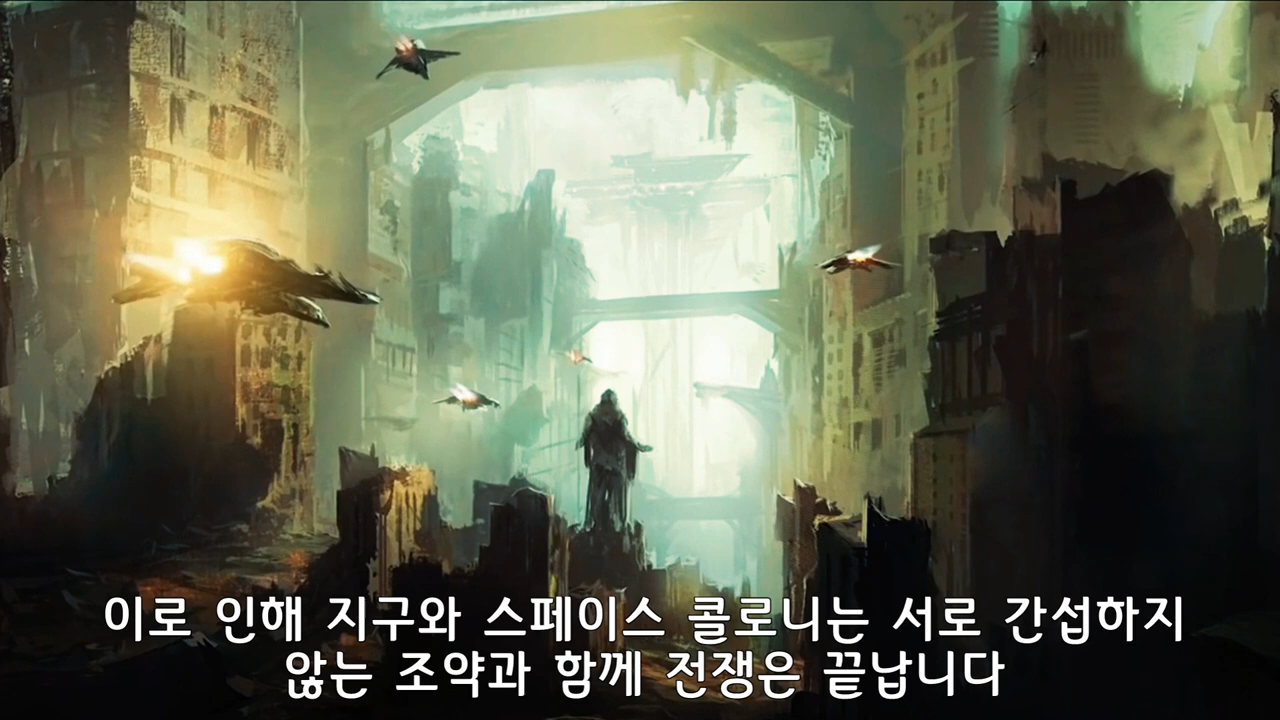 이로 인해 지구와 스페이스 콜로니는 서로 간섭하지
않는 조약과 함께 전쟁은 끝납니다